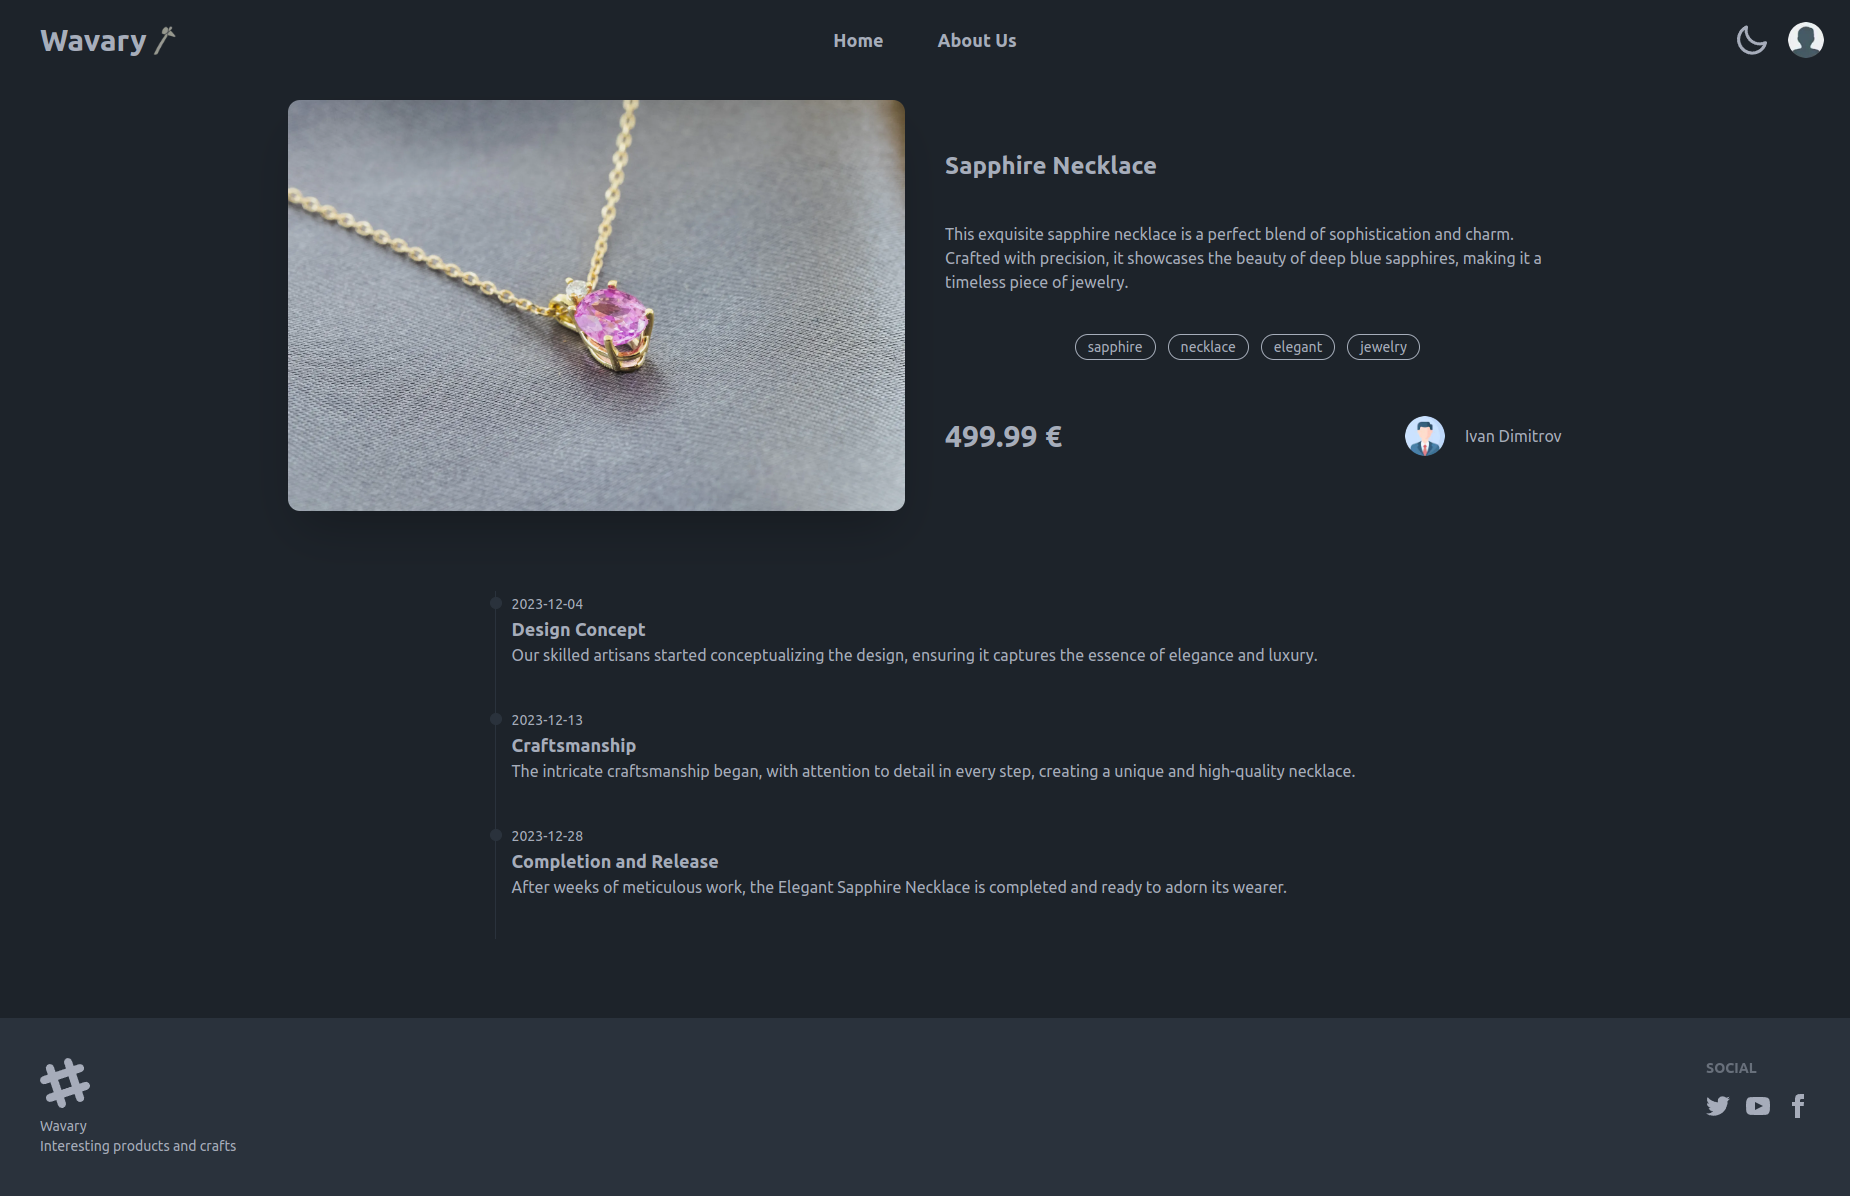 Wavary
Home
About Us
Sapphire Necklace
This exquisite sapphire necklace is a perfect blend of sophistication and charm.
Crafted with precision, it showcases the beauty of deep blue sapphires, making it a
timeless piece of jewelry.
sapphire
necklace
elegant
jewelry
499.99 €
Ivan Dimitrov
2023-12-04
Design Concept
Our skilled artisans started conceptualizing the design, ensuring it captures the essence of elegance and luxury.
2023-12-13
Craftsmanship
The intricate craftsmanship began, with attention to detail in every step, creating a unique and high-quality necklace.
2023-12-28
Completion and Release
After weeks of meticulous work, the Elegant Sapphire Necklace is completed and ready to adorn its wearer.
Wavary
Interesting products and crafts
SOCIAL